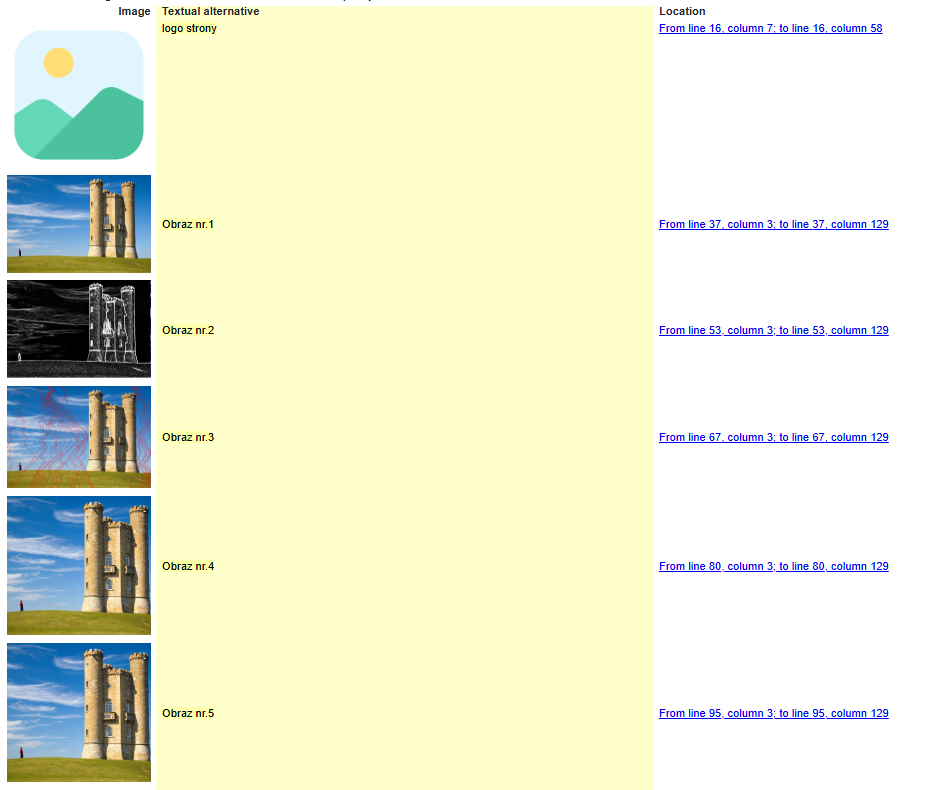 Image Textual alternative Location
logo strony From line 16, column 7; to line 16, column 58
Obraz nr.1 From line 37, column 3; to line 37, column 129
Obraz nr.2 From line 53, column 3; to line 53, column 129
Obraz nr.3 From line 67, column 3; to line 67, column 129
Obraz nr.4 From line 80, column 3; to line 80, column 129
Obraz nr.5 From line 95, column 3; to line 95, column 129